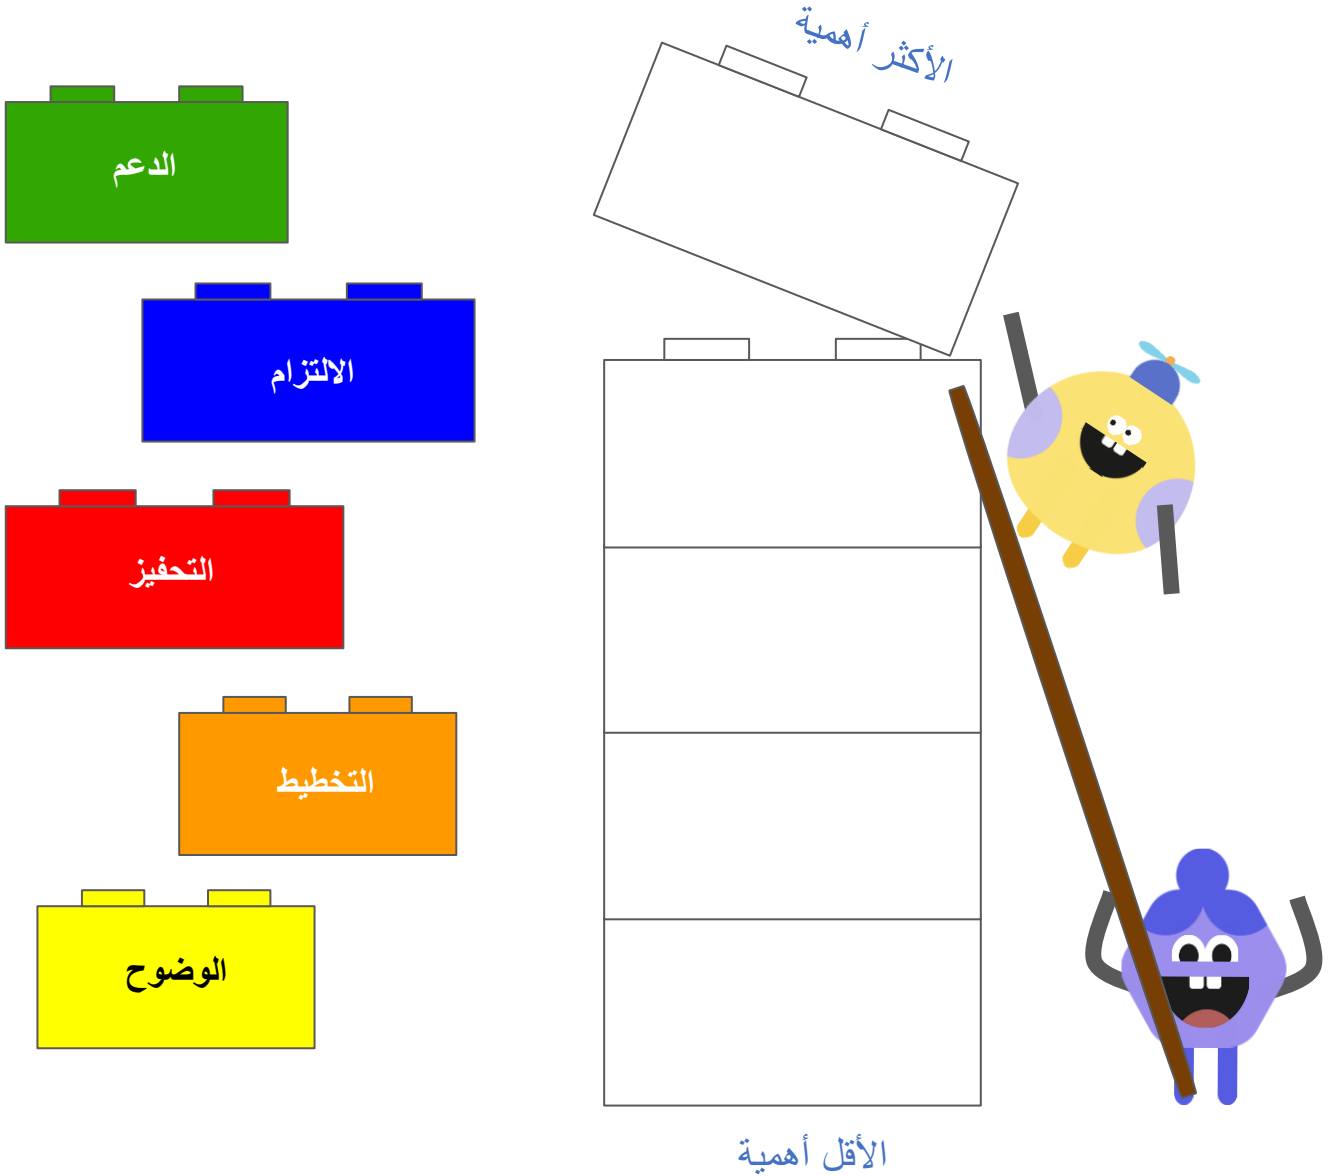 الأكثر أهمية
الدعم
الالتزام
التحفيز
التخطيط
الوضوح
الأقل أهمية